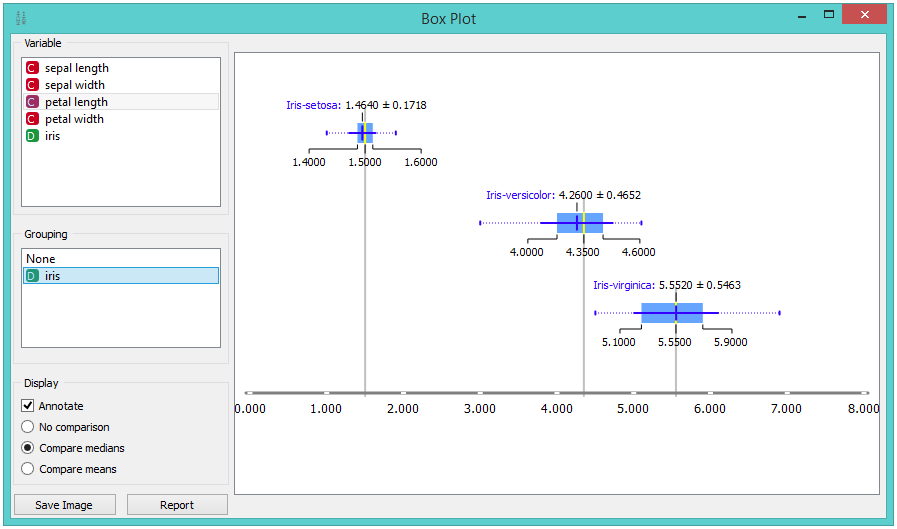 Box Plot
Variable
C sepal length
C sepal width
C petal length
C petal width
D iris
Grouping
None
D iris
Display
Annotate
No comparison
Compare medians
Compare means
Save Image
Report
Iris-setosa: 1.4640 ± 0.1718
1.4000 1.5000 1.6000
Iris-versicolor: 4.2600 ± 0.4652
4.0000 4.3500 4.6000
Iris-virginica: 5.5520 ± 0.5463
5.1000 5.5500 5.9000
0.000 1.000 2.000 3.000 4.000 5.000 6.000 7.000 8.000